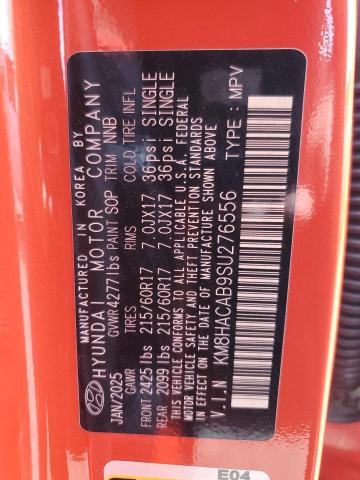 MANUFACTURED IN KOREA BY
HYUNDAI MOTOR COMPANY
JAN/2025 GVWR4277lbs PAINT SOP TRIM NNB
GAWR TIRES RIMS COLD TIRE INFL
FRONT 2425 lbs 215/60R17 7.0JX17 36psi SINGLE
REAR 2099 lbs 215/60R17 7.0JX17 36psi SINGLE
THIS VEHICLE CONFORMS TO ALL APPLICABLE U.S.A. FEDERAL
MOTOR VEHICLE SAFETY AND THEFT PREVENTION STANDARDS
IN EFFECT ON THE DATE OF MANUFACTURE SHOWN ABOVE.
V.I.N KM8HACAB9SU276556 TYPE: MPV
E04